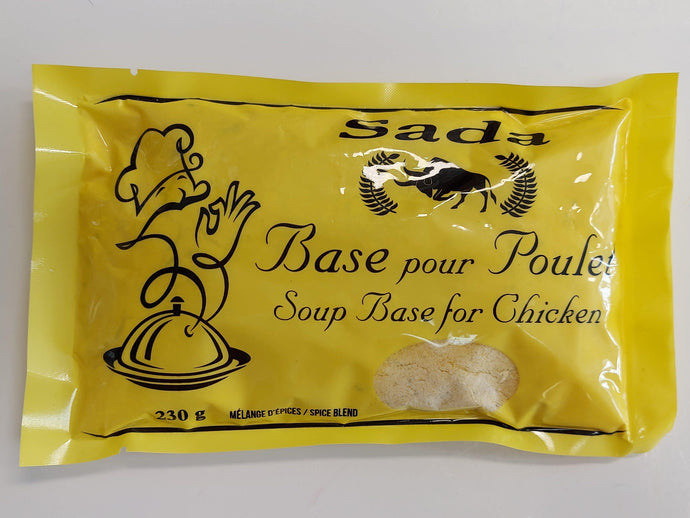 Sada
Base pour Poulet
Soup Base for Chicken
230 g
MÉLANGE D'ÉPICES / SPICE BLEND